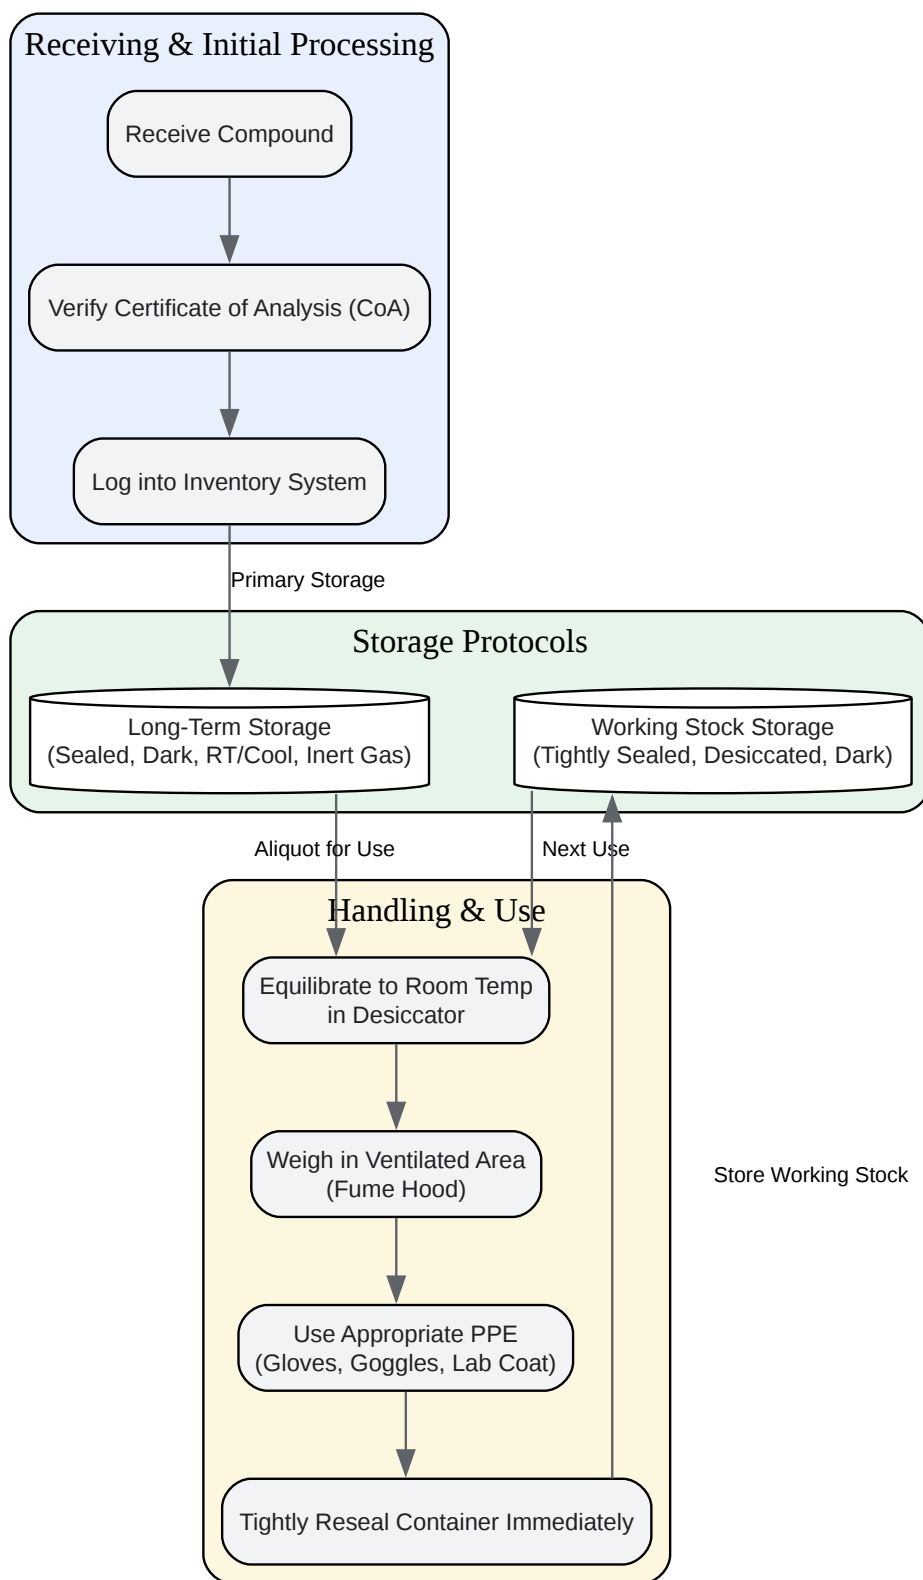 Receiving & Initial Processing
Receive Compound
Verify Certificate of Analysis (CoA)
Log into Inventory System
Primary Storage
Storage Protocols
Long-Term Storage
(Sealed, Dark, RT/Cool, Inert Gas)
Working Stock Storage
(Tightly Sealed, Desiccated, Dark)
Aliquot for Use
Next Use
Handling & Use
Equilibrate to Room Temp
in Desiccator
Weigh in Ventilated Area
(Fume Hood)
Store Working Stock
Use Appropriate PPE
(Gloves, Goggles, Lab Coat)
Tightly Reseal Container Immediately